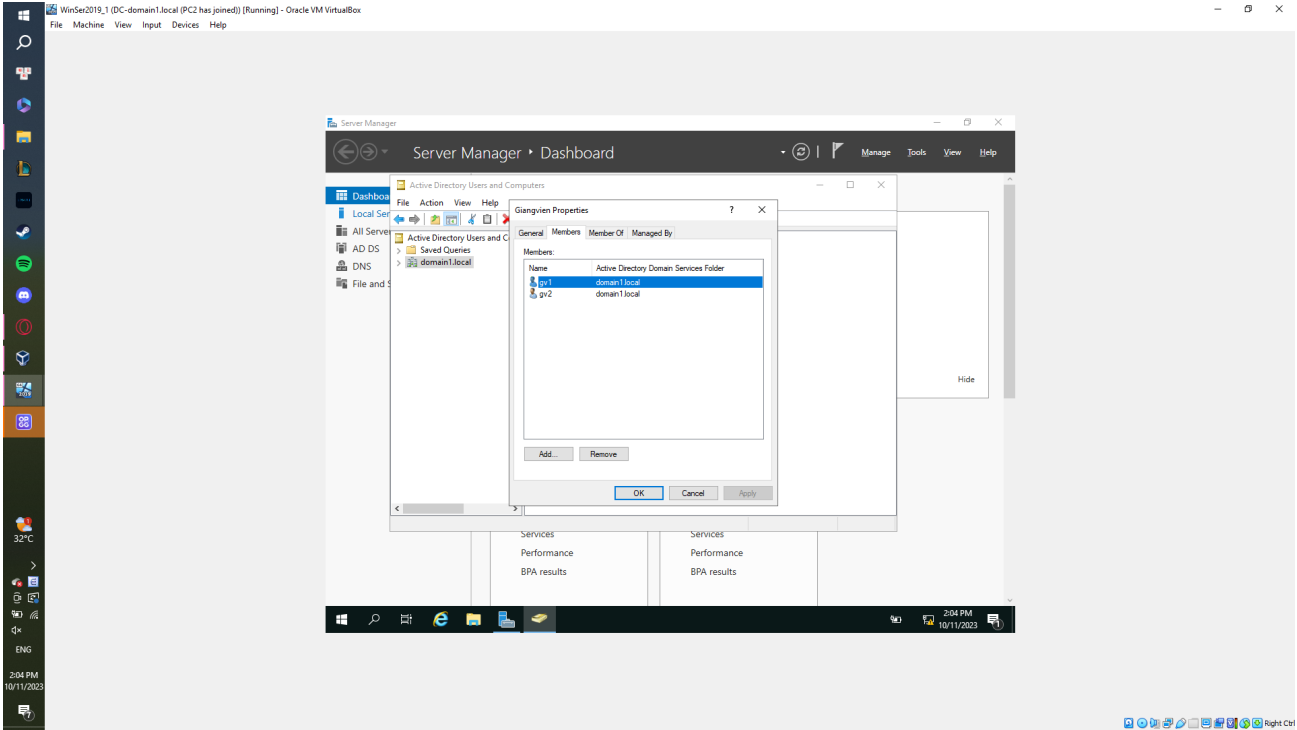 WinSer2019_1 (DC-domain1.local (PC2 has joined)) [Running] - Oracle VM VirtualBox
File Machine View Input Devices Help
Server Manager
Server Manager • Dashboard
Manage Tools View Help
Dashboa
Local Ser
All Server
AD DS
DNS
File and S
Active Directory Users and Computers
File Action View Help
Active Directory Users and C
Saved Queries
domain1.local
Giangvien Properties
General Members Member Of Managed By
Members:
Name Active Directory Domain Services Folder
gv1 domain1.local
gv2 domain1.local
Add... Remove
OK Cancel Apply
Hide
Services Services
Performance Performance
BPA results BPA results
2:04 PM
10/11/2023
32°C
ENG
2:04 PM
10/11/2023
Right Ctrl